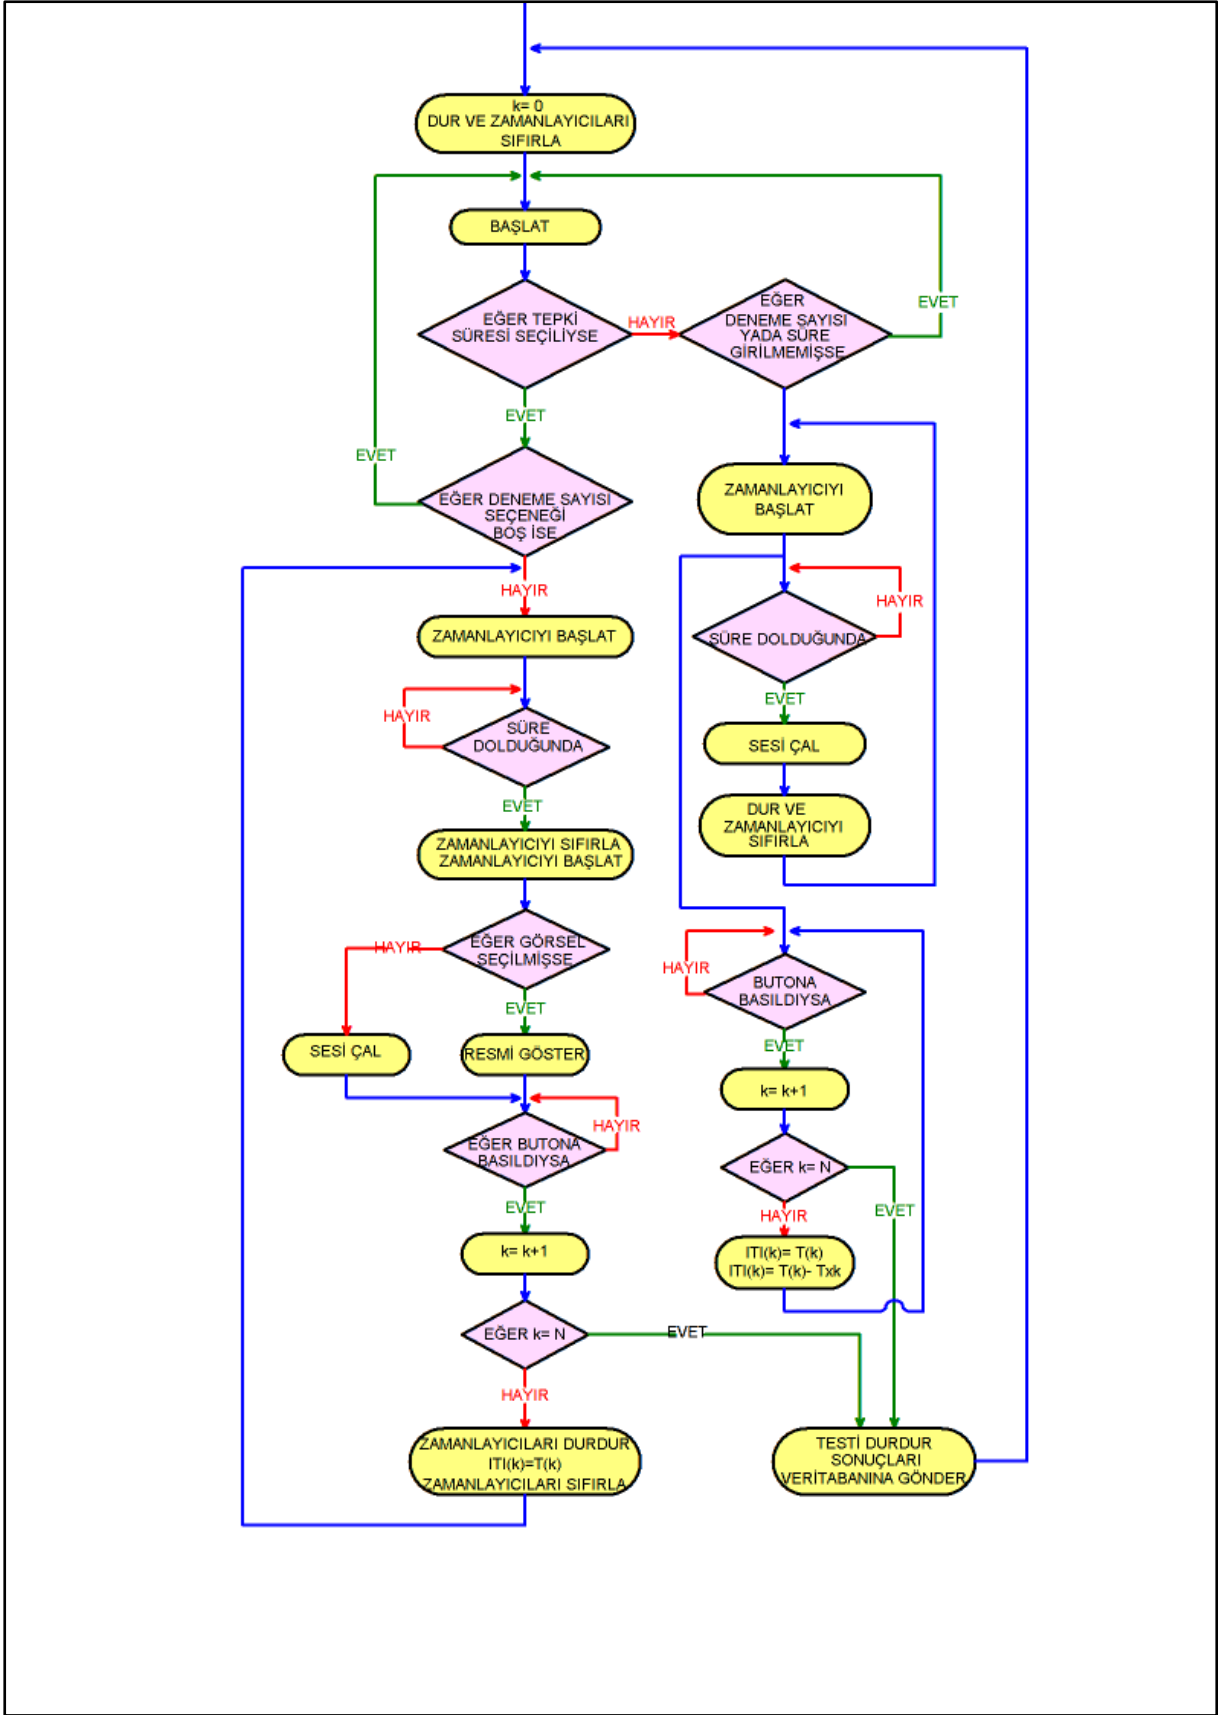 k= 0
DUR VE ZAMANLAYICILARI
SIFIRLA
BAŞLAT
EĞER TEPKİ
SÜRESİ SEÇİLİYSE
HAYIR
EĞER
DENEME SAYISI
YADA SÜRE
GİRİLMEMİŞSE
EVET
EVET
EVET
EĞER DENEME SAYISI
SEÇENEĞİ
BOŞ İSE
HAYIR
ZAMANLAYICIYI BAŞLAT
HAYIR
SÜRE
DOLDUĞUNDA
EVET
ZAMANLAYICIYI SIFIRLA
ZAMANLAYICIYI BAŞLAT
EĞER GÖRSEL
SEÇİLMİŞSE
HAYIR
EVET
SESİ ÇAL
RESMİ GÖSTER
HAYIR
EĞER BUTONA
BASILDIYSA
EVET
k= k+1
EĞER k= N
EVET
HAYIR
ZAMANLAYICILARI DURDUR
ITI(k)=T(k)
ZAMANLAYICILARI SIFIRLA
ZAMANLAYICIYI
BAŞLAT
HAYIR
SÜRE DOLDUĞUNDA
EVET
SESİ ÇAL
DUR VE
ZAMANLAYICIYI
SIFIRLA
HAYIR
BUTONA
BASILDIYSA
EVET
k= k+1
EĞER k= N
HAYIR
EVET
ITI(k)= T(k)
ITI(k)= T(k)- Txk
TESTİ DURDUR
SONUÇLARI
VERİTABANINA GÖNDER